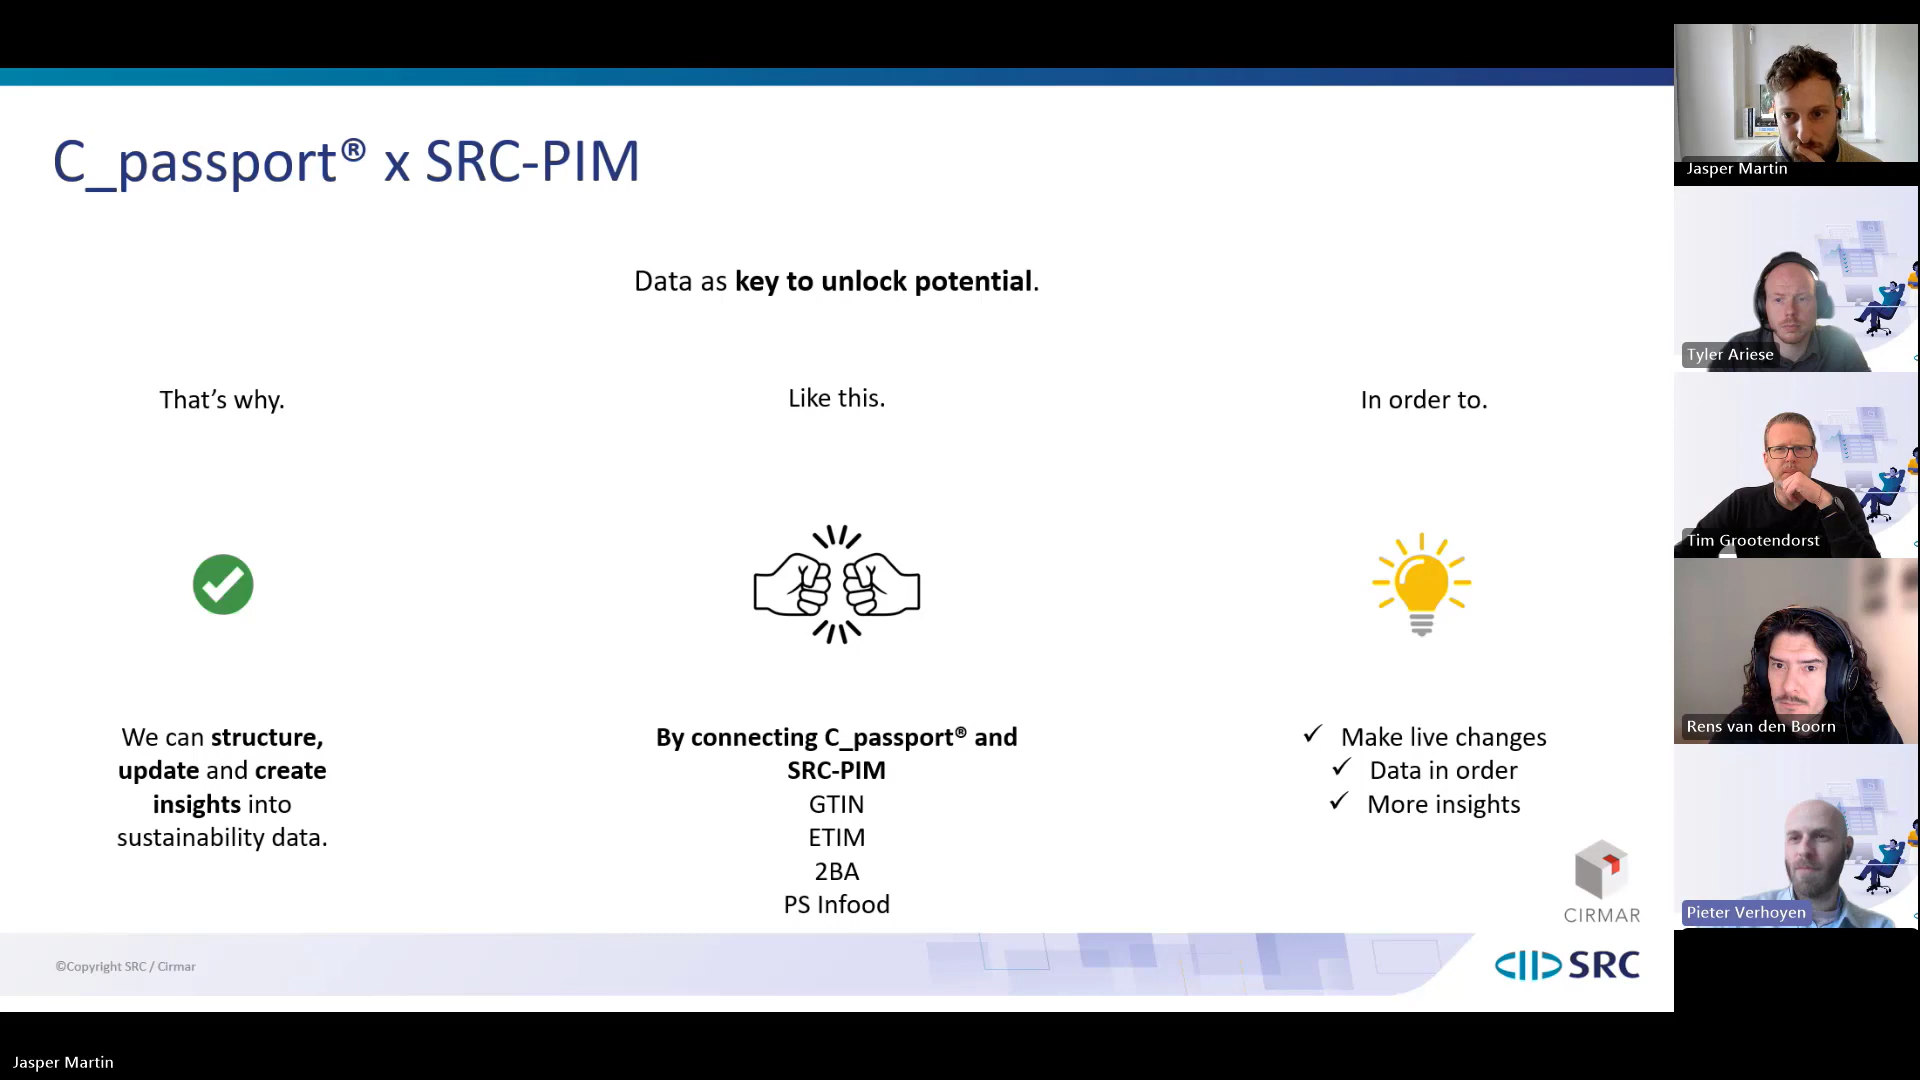 C_passport® x SRC-PIM
Data as key to unlock potential.
That's why.
Like this.
In order to.
We can structure,
update and create
insights into
sustainability data.
By connecting C_passport® and
SRC-PIM
GTIN
ETIM
2BA
PS Infood
✓ Make live changes
✓ Data in order
✓ More insights
CIRMAR
©Copyright SRC / Cirmar
SRC
Jasper Martin
Tyler Ariese
Tim Grootendorst
Rens van den Boorn
Pieter Verhoyen
Jasper Martin